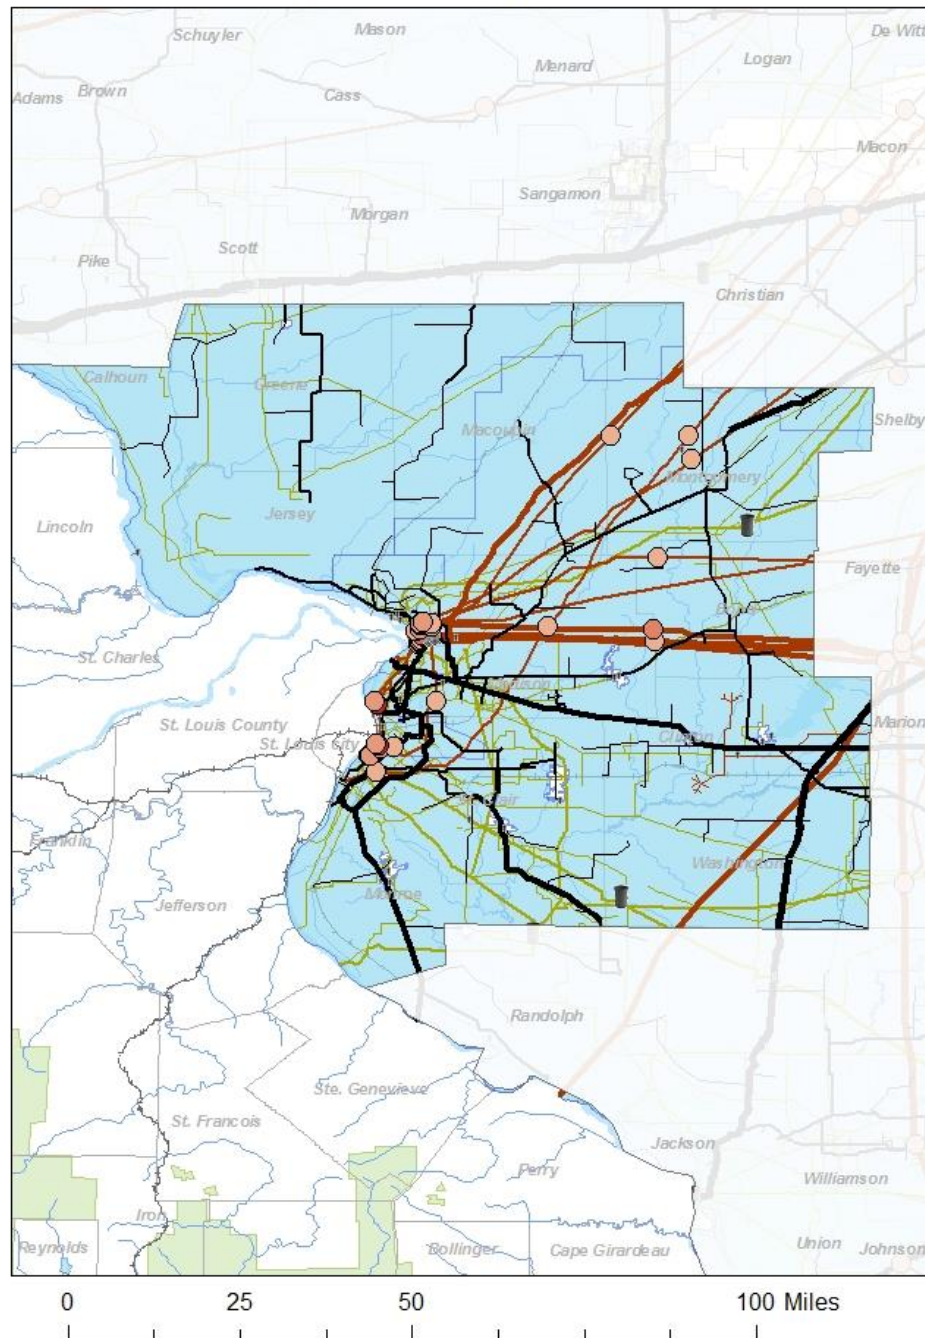 Schuyler
Mason
De Witt
Logan
Menard
Adams
Brown
Cass
Macon
Sangamon
Morgan
Scott
Pike
Christian
Calhoun
Greene
Shelby
Macoupin
Montgomery
Jersey
Lincoln
Fayette
Bond
St. Charles
Madison
St. Louis County
Marion
St. Louis City
Clinton
St. Clair
Franklin
Washington
Monroe
Jefferson
Randolph
Ste. Genevieve
St. Francois
Jackson
Perry
Williamson
Iron
Reynolds
Bollinger
Cape Girardeau
Union
Johnson
0 25 50 100 Miles